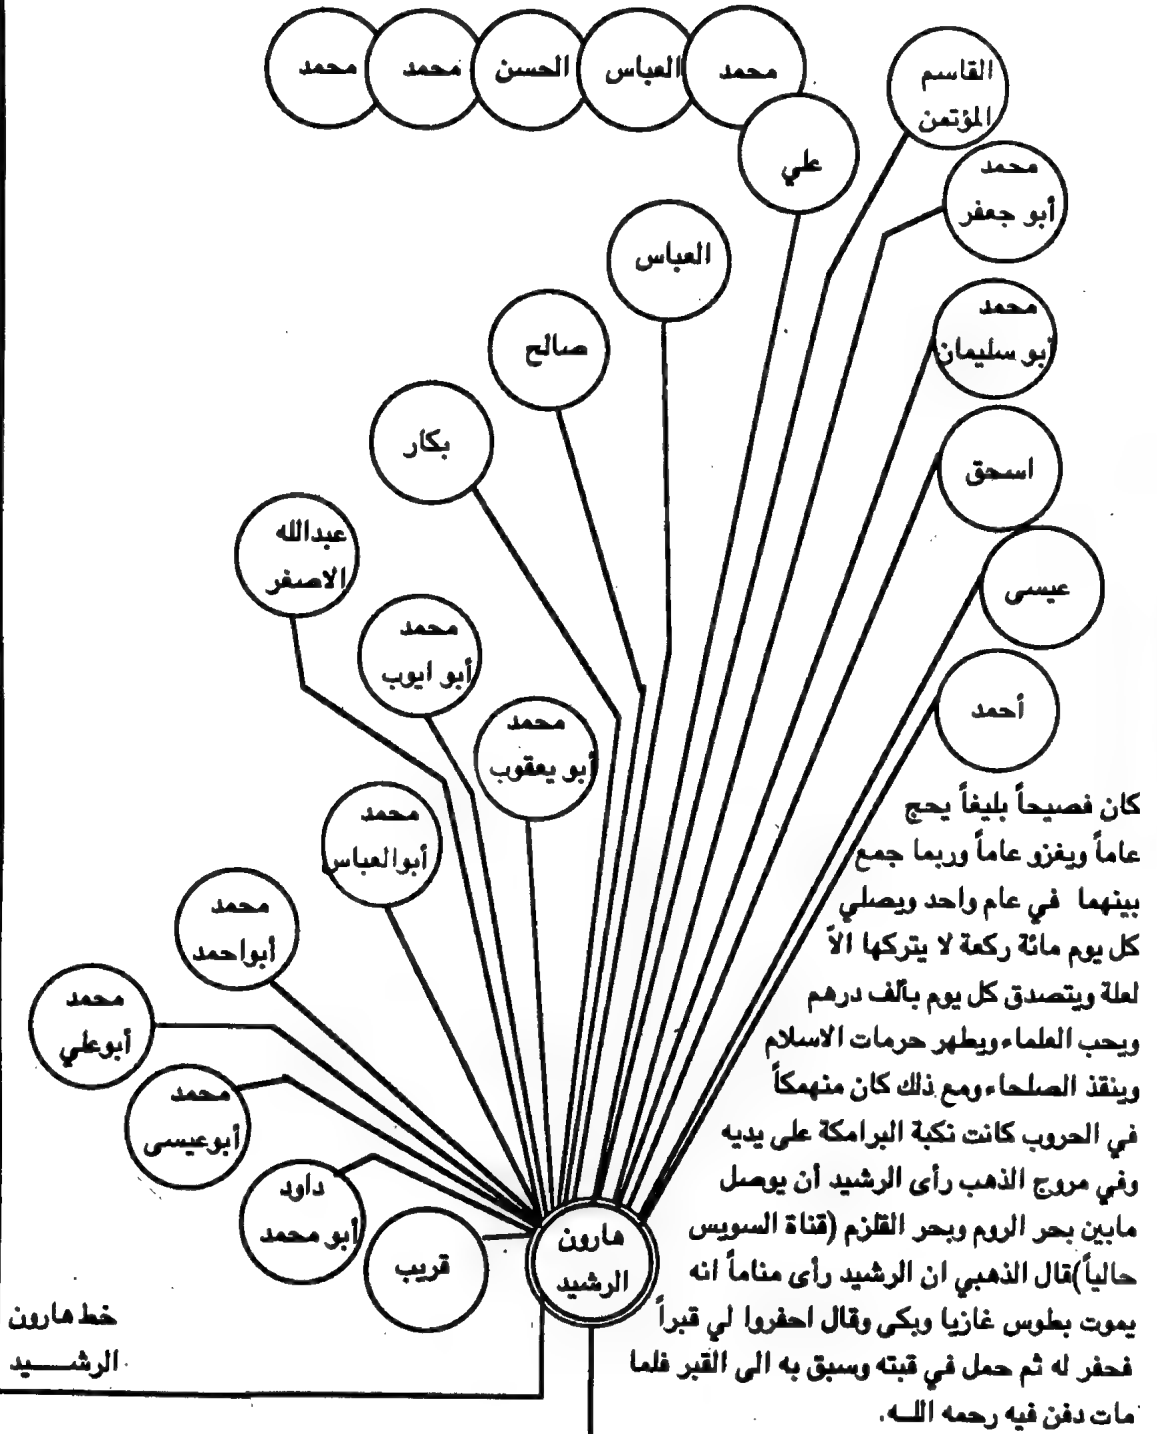 محمد
العباس
الحسن
محمد
محمد
علي
القاسم
المؤتمن
محمد
أبو جعفر
محمد
أبو سليمان
اسحق
عيسى
أحمد
العباس
صالح
بكار
عبدالله
الاصغر
محمد
أبو ايوب
محمد
أبو يعقوب
محمد
أبوالعباس
محمد
أبواحمد
محمد
أبوعلي
محمد
أبوعيسى
داود
أبو محمد
قريب
هارون
الرشيد
كان فصيحاً بليغاً يحج
عاماً ويغزو عاماً وربما جمع
بينهما في عام واحد ويصلي
كل يوم مائة ركعة لا يتركها الاّ
لعلة ويتصدق كل يوم بألف درهم
ويحب العلماء ويطهر حرمات الاسلام
وينقذ الصلحاء ومع ذلك كان منهمكاً
في الحروب كانت نكبة البرامكة على يديه
وفي مروج الذهب رأى الرشيد أن يوصل
مابين بحر الروم وبحر القلزم (قناة السويس
حالياً) قال الذهبي ان الرشيد رأى مناماً انه
يموت بطوس غازيا وبكى وقال احفروا لي قبراً
فحفر له ثم حمل في قبته وسبق به الى القبر فلما
مات دفن فيه رحمه اللـه.
خط هارون
الرشـــيد